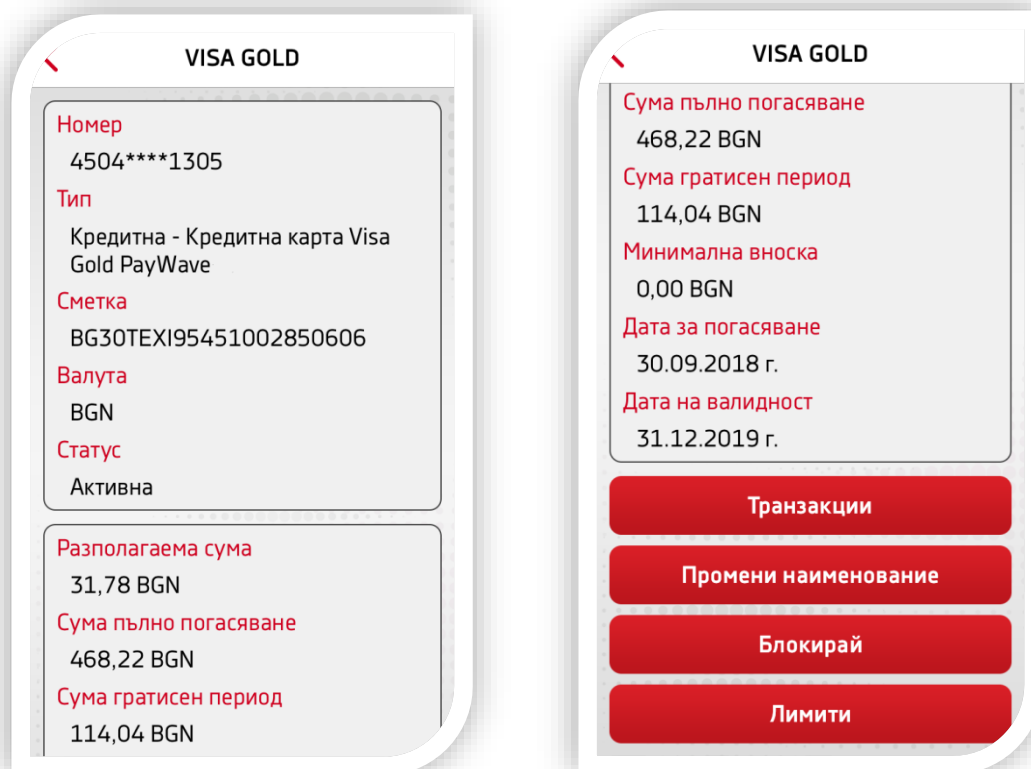 VISA GOLD
Номер
4504****1305
Тип
Кредитна - Кредитна карта Visa
Gold PayWave
Сметка
BG30TEXI95451002850606
Валута
BGN
Статус
Активна
Разполагаема сума
31,78 BGN
Сума пълно погасяване
468,22 BGN
Сума гратисен период
114,04 BGN
VISA GOLD
Сума пълно погасяване
468,22 BGN
Сума гратисен период
114,04 BGN
Минимална вноска
0,00 BGN
Дата за погасяване
30.09.2018 г.
Дата на валидност
31.12.2019 г.
Транзакции
Промени наименование
Блокирай
Лимити